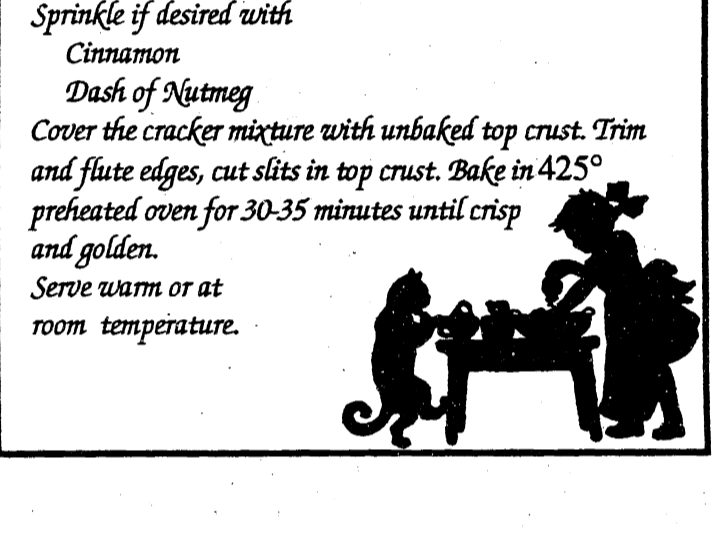 Sprinkle if desired with
Cinnamon
Dash of Nutmeg
Cover the cracker mixture with unbaked top crust. Trim
and flute edges, cut slits in top crust. Bake in 425°
preheated oven for 30-35 minutes until crisp
and golden.
Serve warm or at
room temperature.